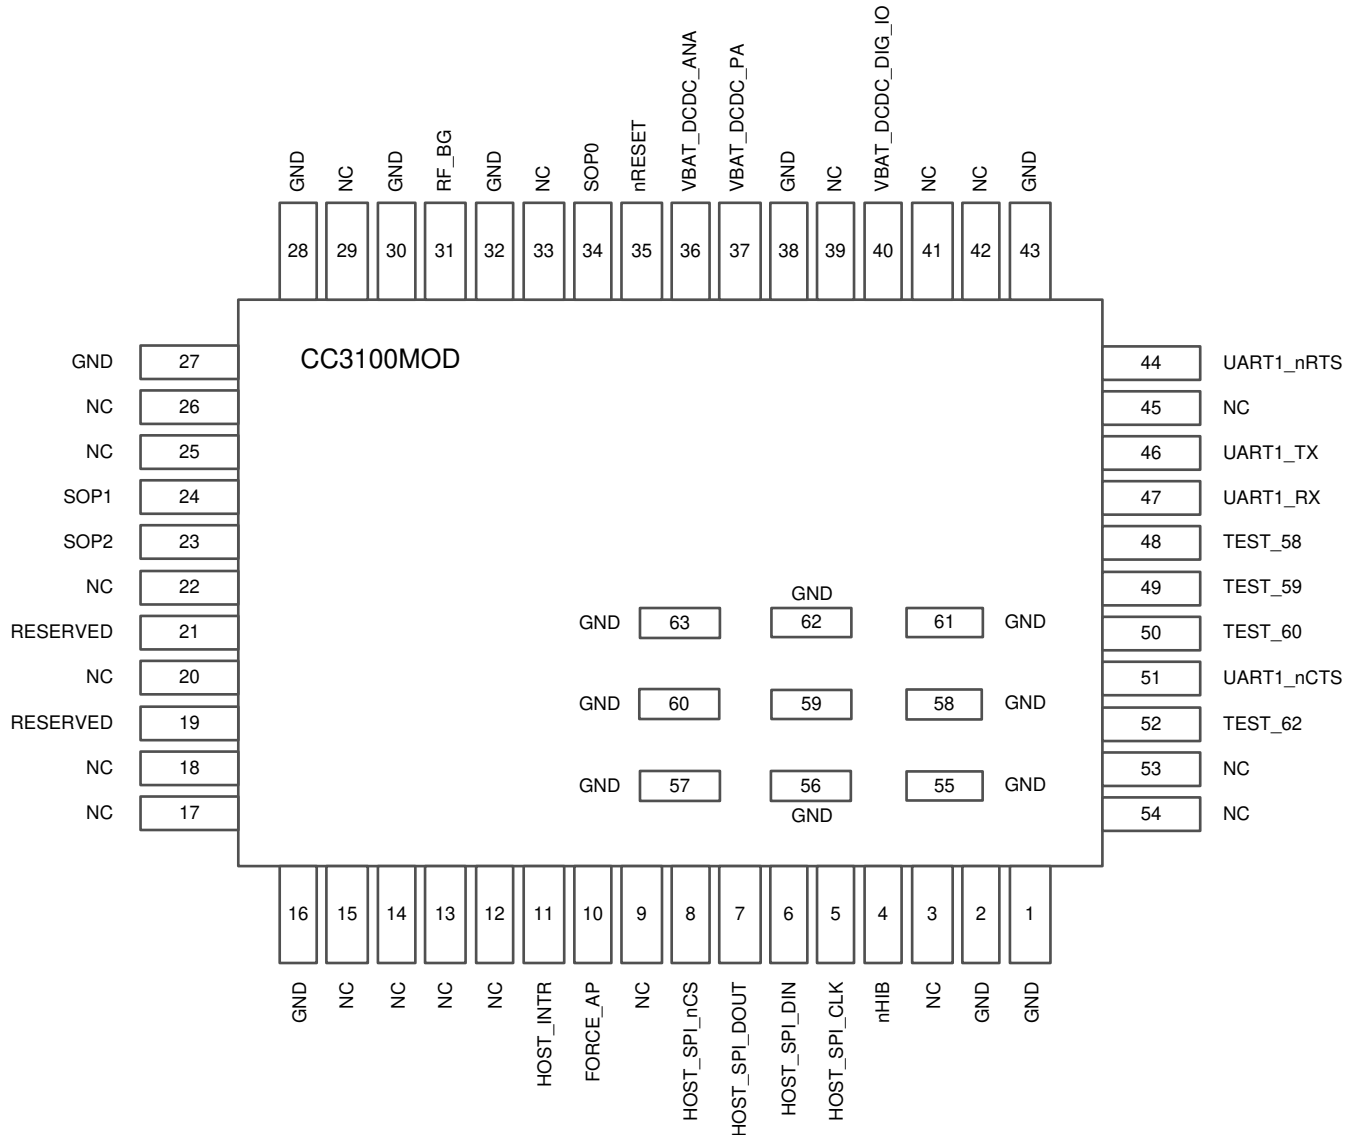 GND NC GND RF_BG GND NC SOP0 nRESET VBAT_DCDC_ANA VBAT_DCDC_PA GND NC VBAT_DCDC_DIG_IO NC NC GND
28 29 30 31 32 33 34 35 36 37 38 39 40 41 42 43
CC3100MOD
GND 27 44 UART1_nRTS
NC 26 45 NC
NC 25 46 UART1_TX
SOP1 24 47 UART1_RX
SOP2 23 48 TEST_58
NC 22 49 TEST_59
GND
GND 63 62 61 GND
RESERVED 21 50 TEST_60
NC 20 51 UART1_nCTS
GND 60 59 58 GND
RESERVED 19 52 TEST_62
NC 18 53 NC
GND 57 56 55 GND
GND
NC 17 54 NC
16 15 14 13 12 11 10 9 8 7 6 5 4 3 2 1
GND NC NC NC NC HOST_INTR FORCE_AP NC HOST_SPI_nCS HOST_SPI_DOUT HOST_SPI_DIN HOST_SPI_CLK nHIB NC GND GND